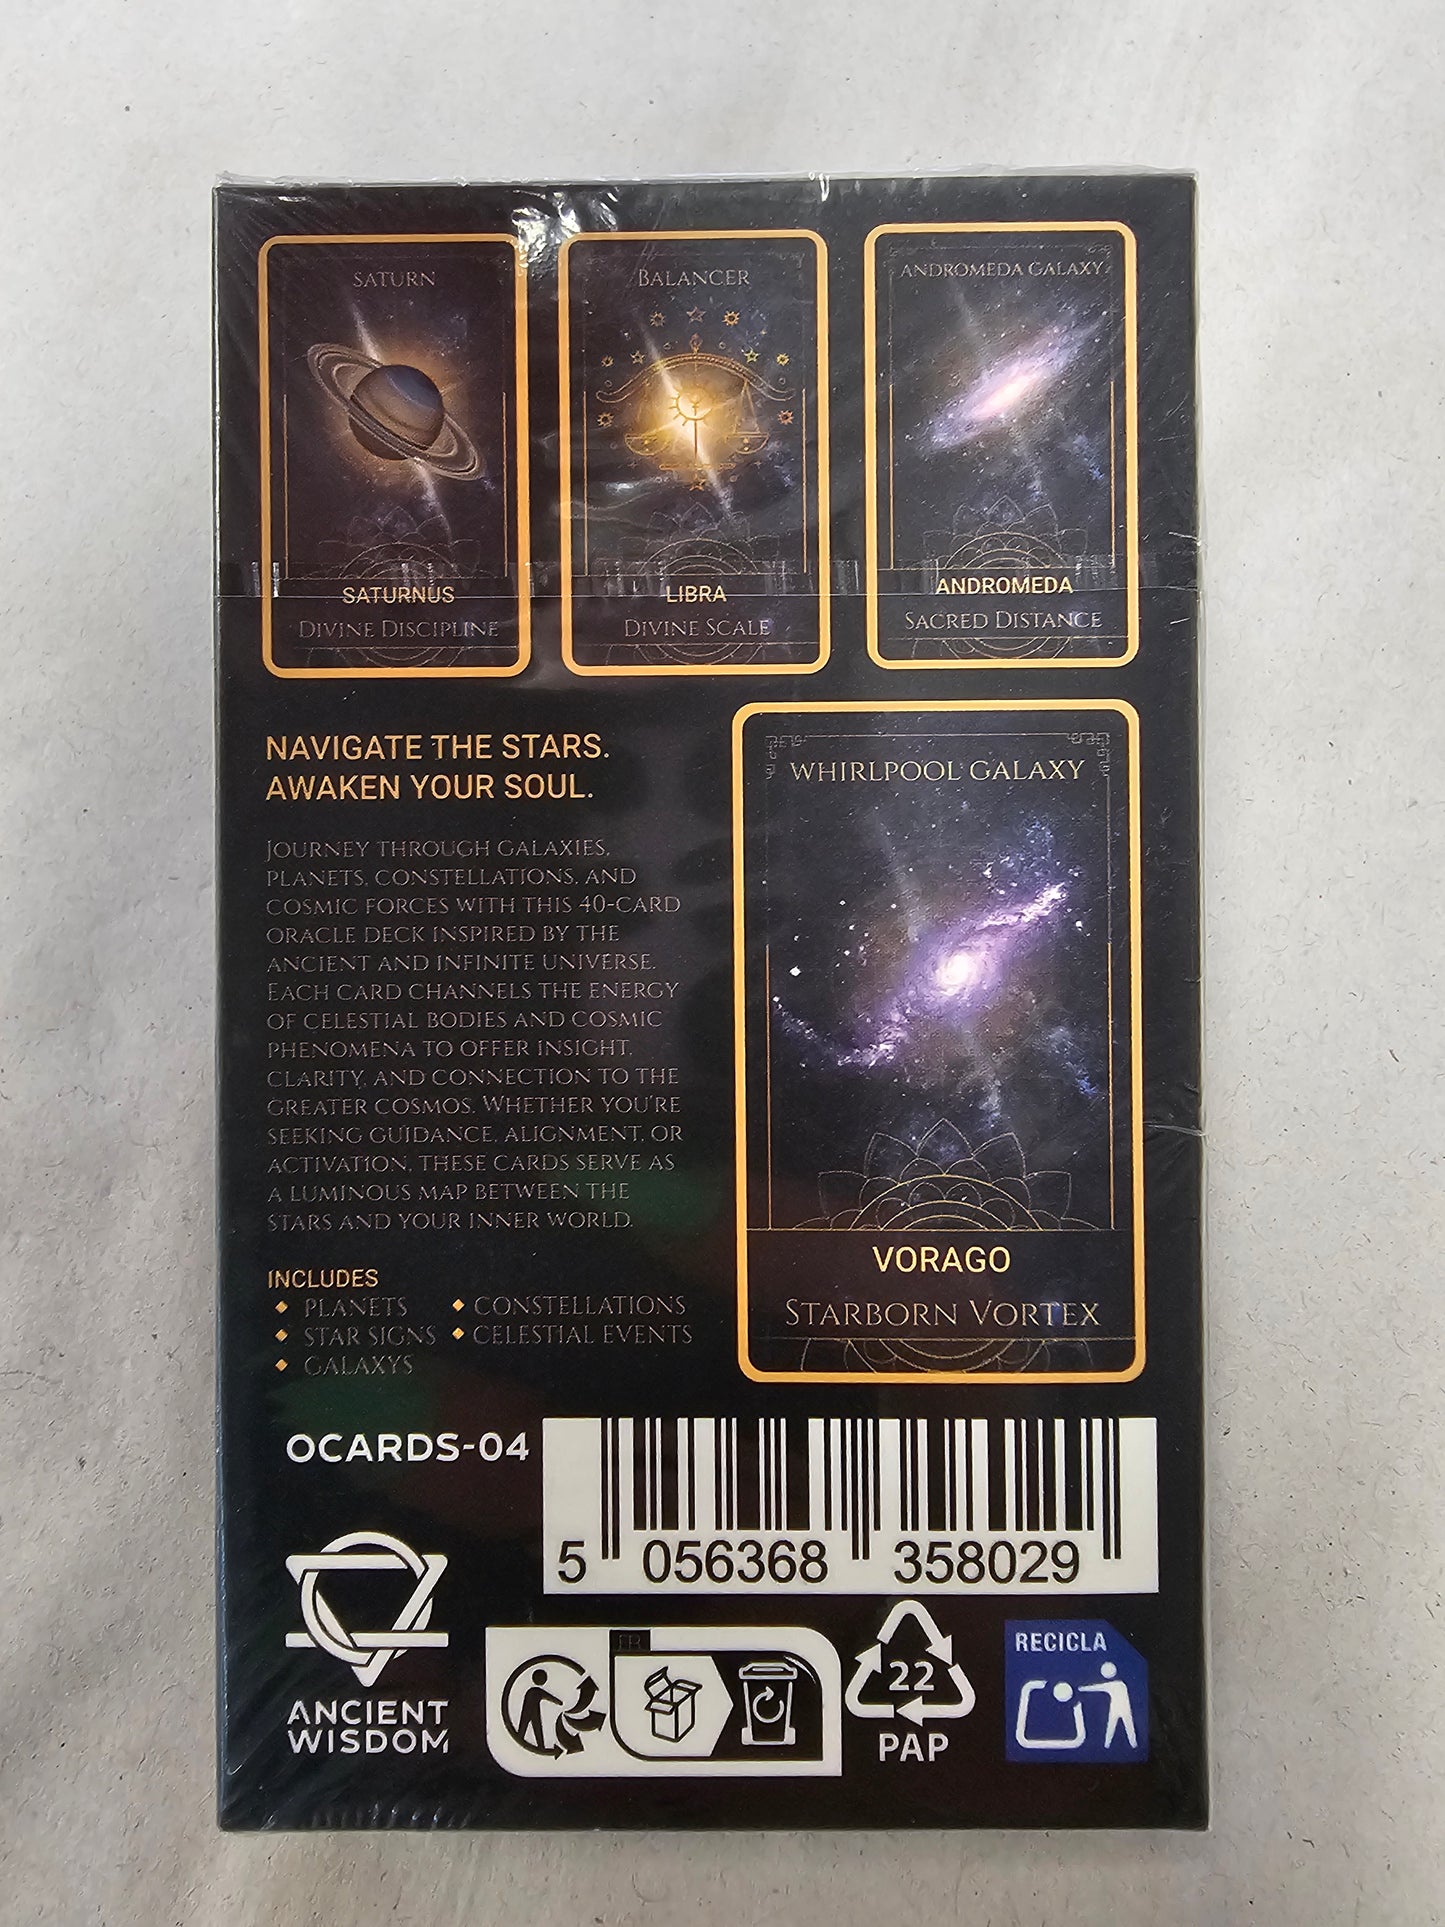 SATURN
SATURNUS
DIVINE DISCIPLINE
BALANCER
LIBRA
DIVINE SCALE
ANDROMEDA GALAXY
ANDROMEDA
SACRED DISTANCE
NAVIGATE THE STARS.
AWAKEN YOUR SOUL.
JOURNEY THROUGH GALAXIES,
PLANETS, CONSTELLATIONS, AND
COSMIC FORCES WITH THIS 40-CARD
ORACLE DECK INSPIRED BY THE
ANCIENT AND INFINITE UNIVERSE.
EACH CARD CHANNELS THE ENERGY
OF CELESTIAL BODIES AND COSMIC
PHENOMENA TO OFFER INSIGHT,
CLARITY, AND CONNECTION TO THE
GREATER COSMOS. WHETHER YOU'RE
SEEKING GUIDANCE, ALIGNMENT, OR
ACTIVATION, THESE CARDS SERVE AS
A LUMINOUS MAP BETWEEN THE
STARS AND YOUR INNER WORLD.
INCLUDES
PLANETS
STAR SIGNS
GALAXYS
CONSTELLATIONS
CELESTIAL EVENTS
WHIRLPOOL GALAXY
VORAGO
STARBORN VORTEX
OCARDS-04
5 056368 358029
ANCIENT
WISDOM
FR
22
PAP
RECICLA